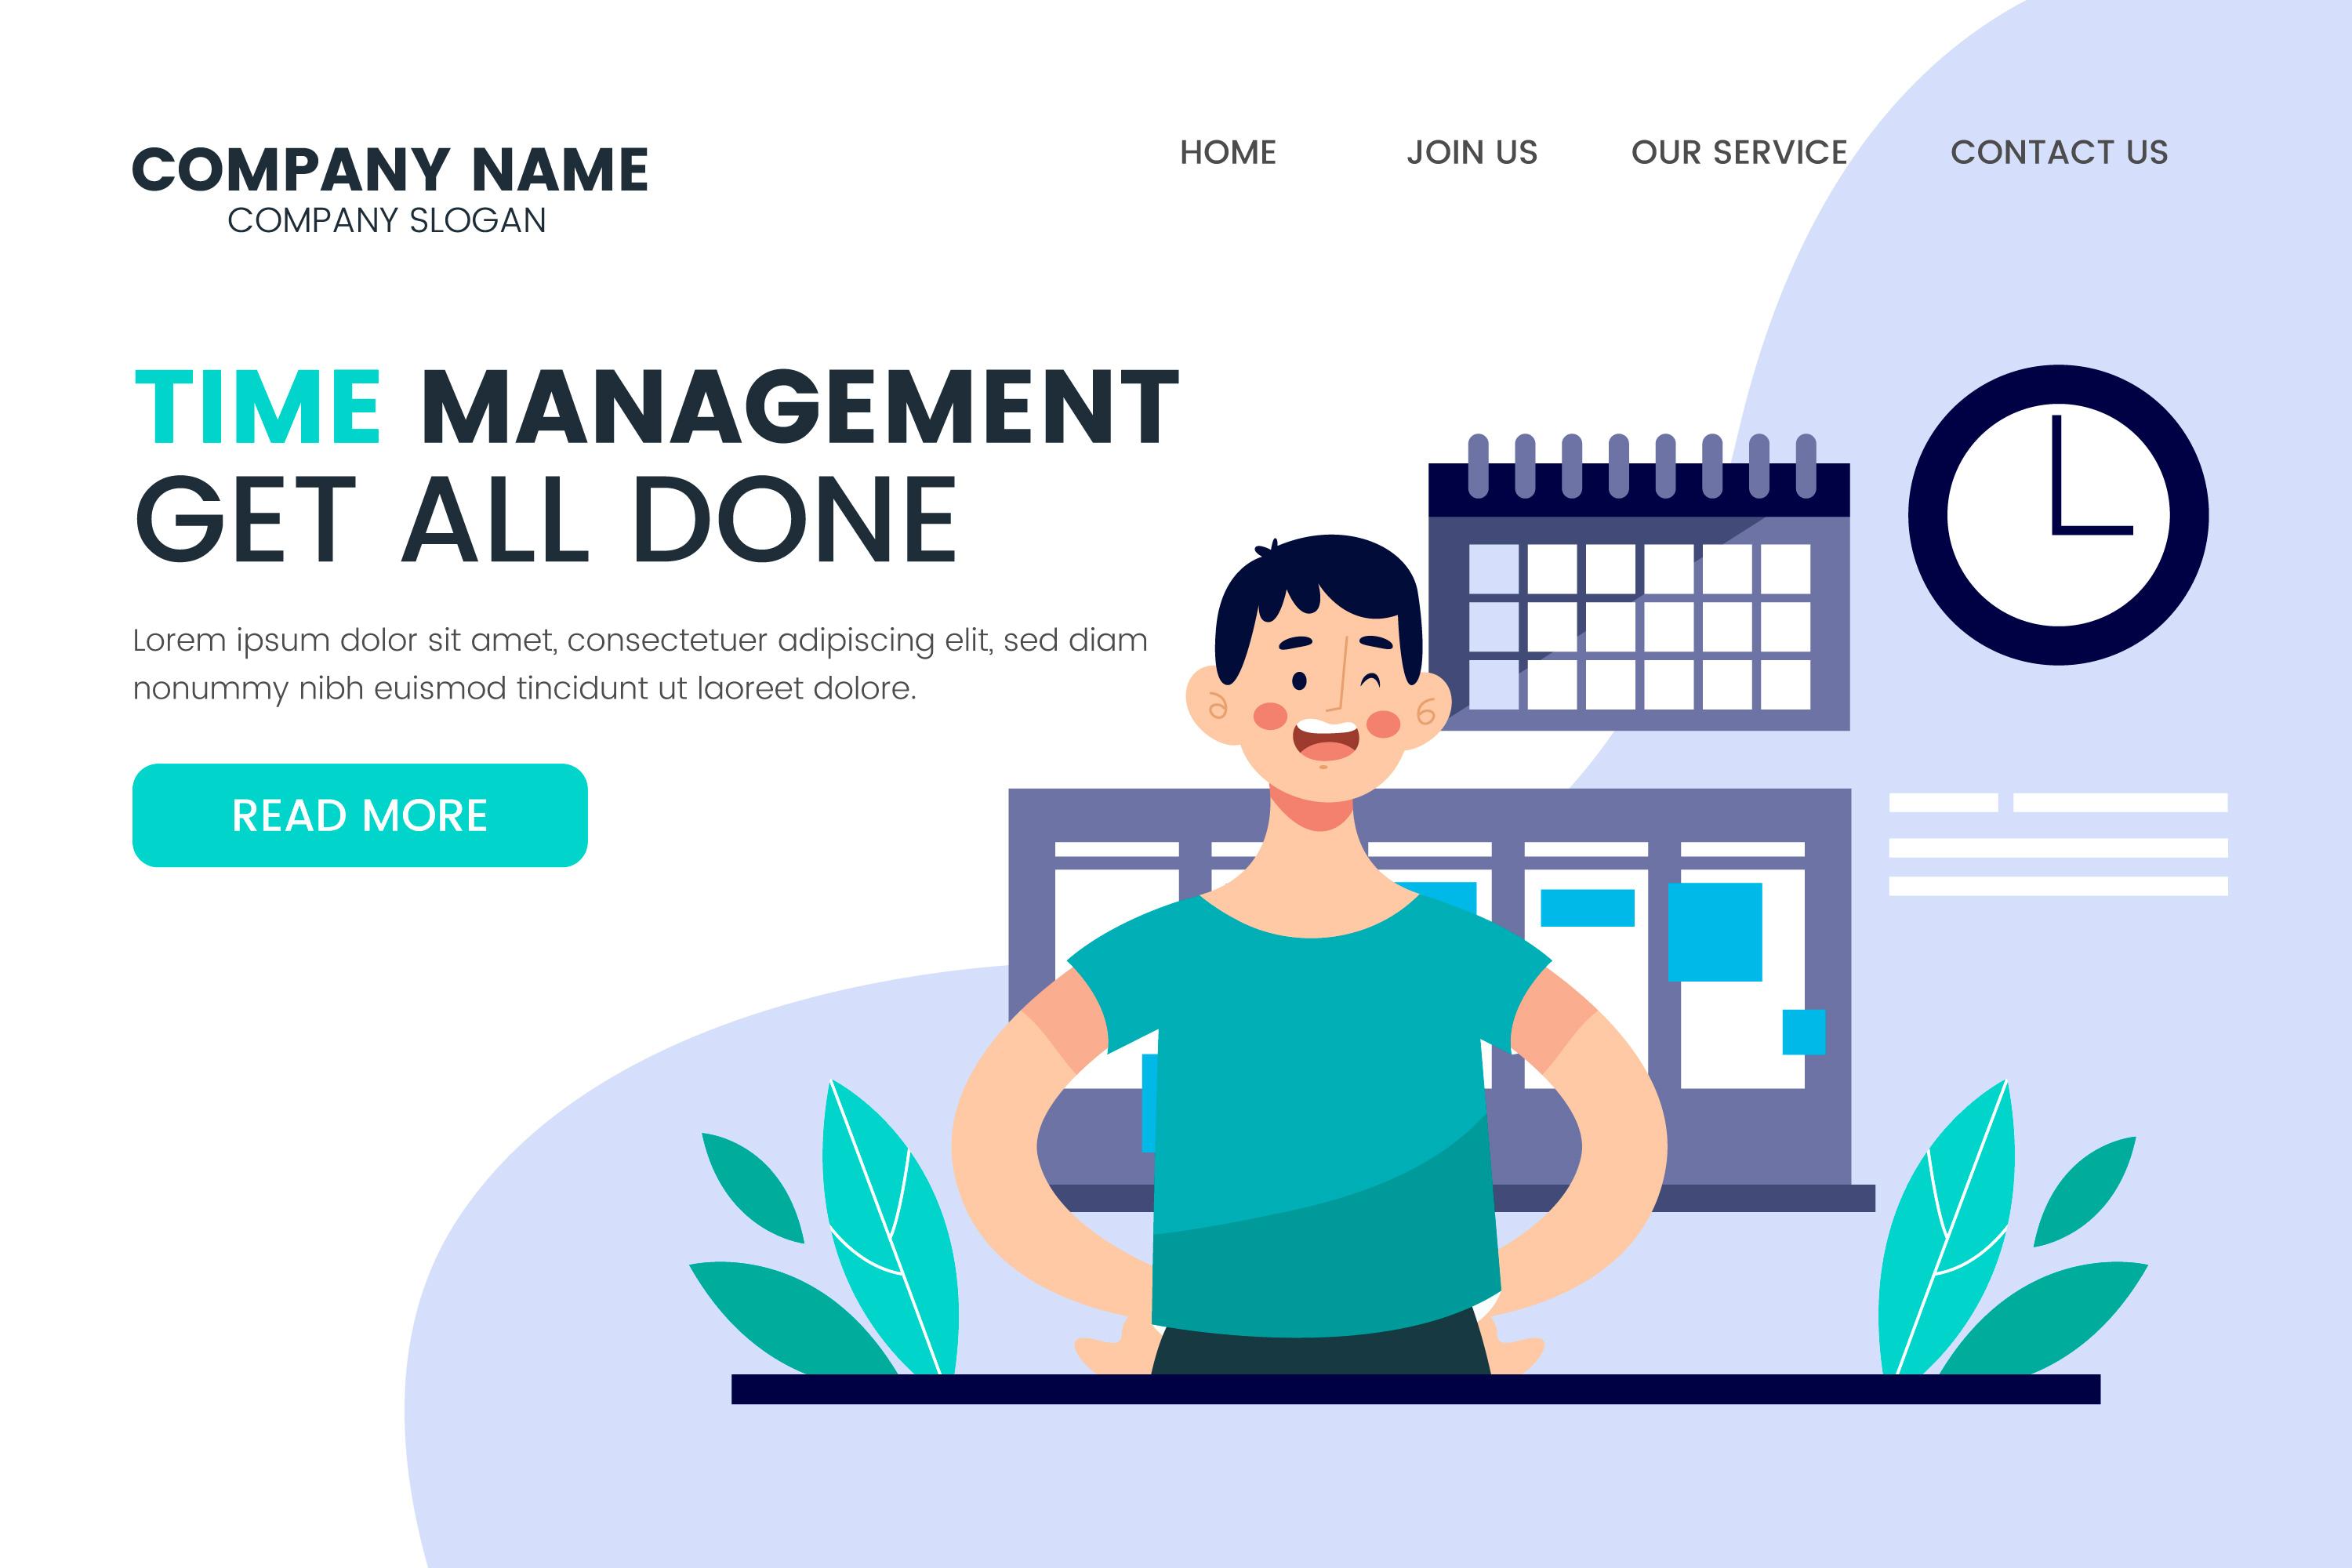 COMPANY NAME
COMPANY SLOGAN
HOME JOIN US OUR SERVICE CONTACT US
TIME MANAGEMENT
GET ALL DONE
Lorem ipsum dolor sit amet, consectetuer adipiscing elit, sed diam
nonummy nibh euismod tincidunt ut laoreet dolore.
READ MORE